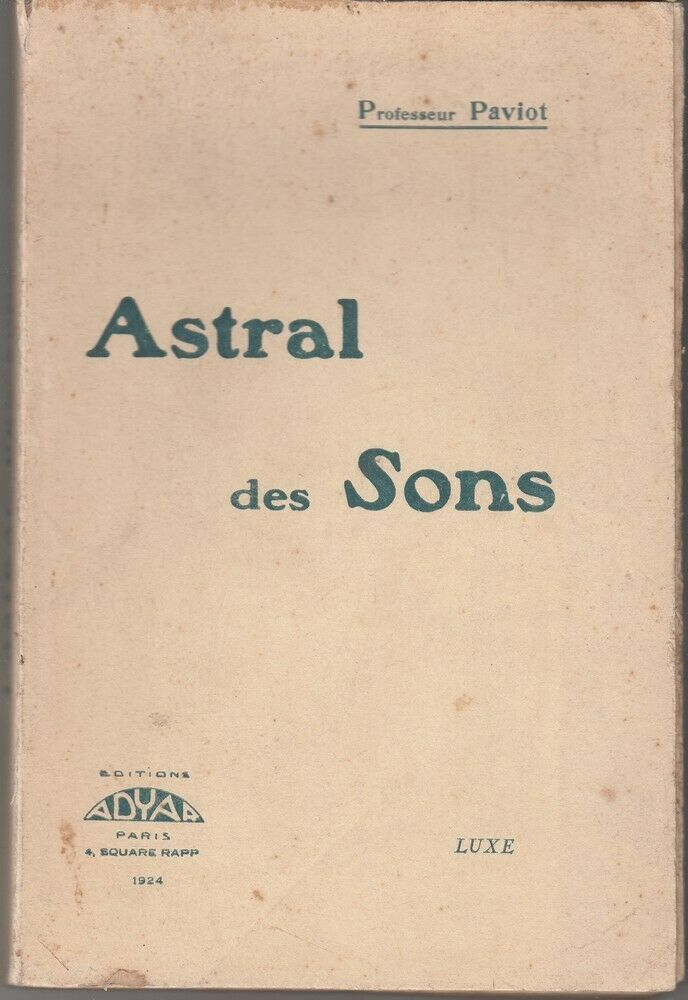 Professeur Paviot
Astral
des Sons
EDITIONS
ADYAR
PARIS
4, SQUARE RAPP
1924
LUXE